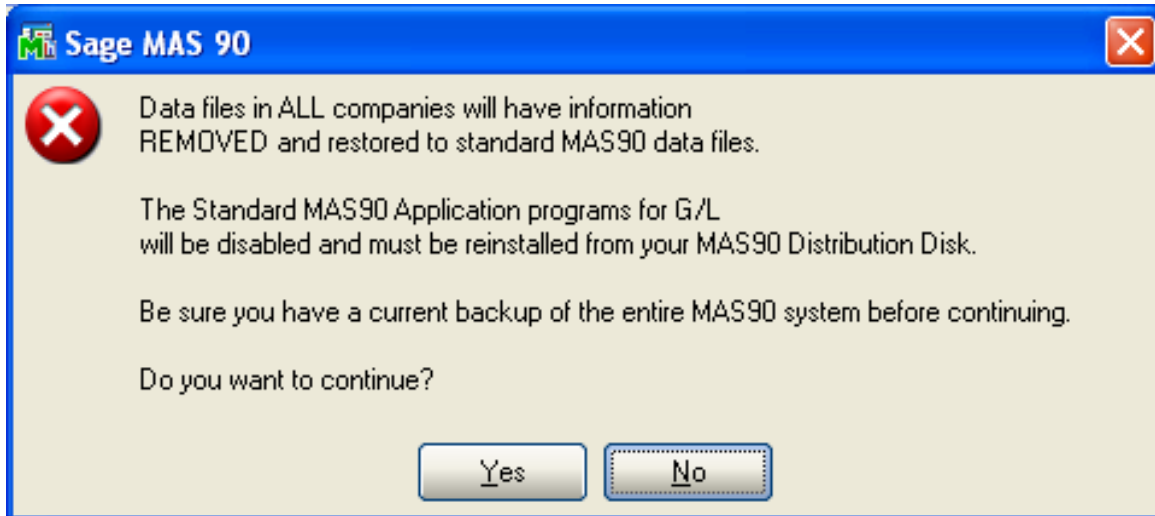 Sage MAS 90
Data files in ALL companies will have information
REMOVED and restored to standard MAS90 data files.
The Standard MAS90 Application programs for G/L
will be disabled and must be reinstalled from your MAS90 Distribution Disk.
Be sure you have a current backup of the entire MAS90 system before continuing.
Do you want to continue?
Yes
No